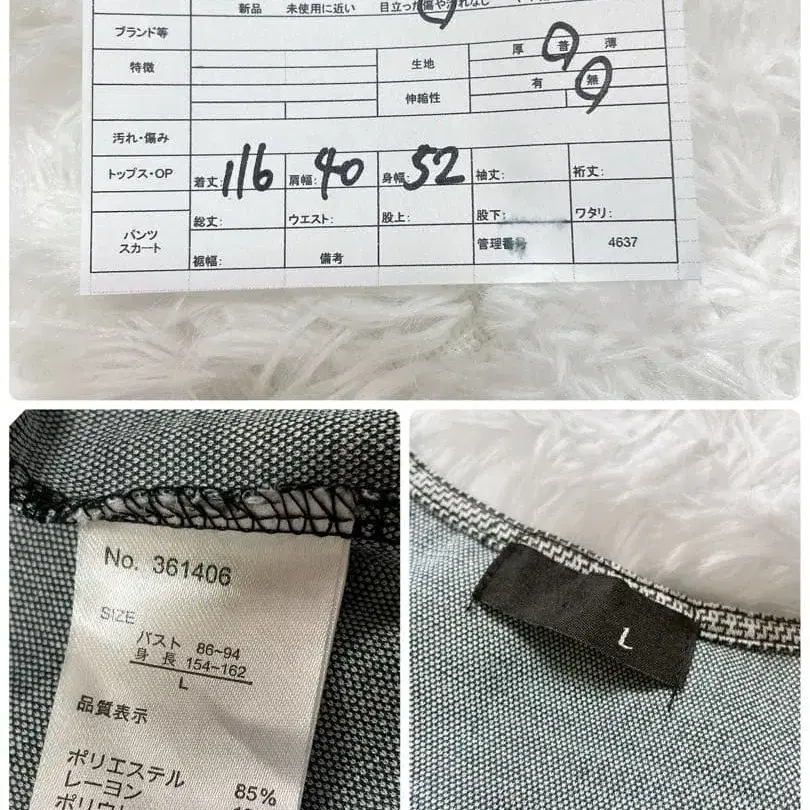 新品 未使用に近い 目立った傷や汚れなし
ブランド等
特徴 生地 厚 普 薄
伸縮性 有 無
汚れ・傷み
トップス・OP 着丈: 116 肩幅: 40 身幅: 52 袖丈: 裄丈:
パンツ
スカート
総丈: ウエスト: 股上: 股下: ワタリ:
裾幅: 備考 管理番号 4637
No. 361406
SIZE
バスト 86~94
身長 154~162
L
品質表示
ポリエステル 85%
レーヨン
L